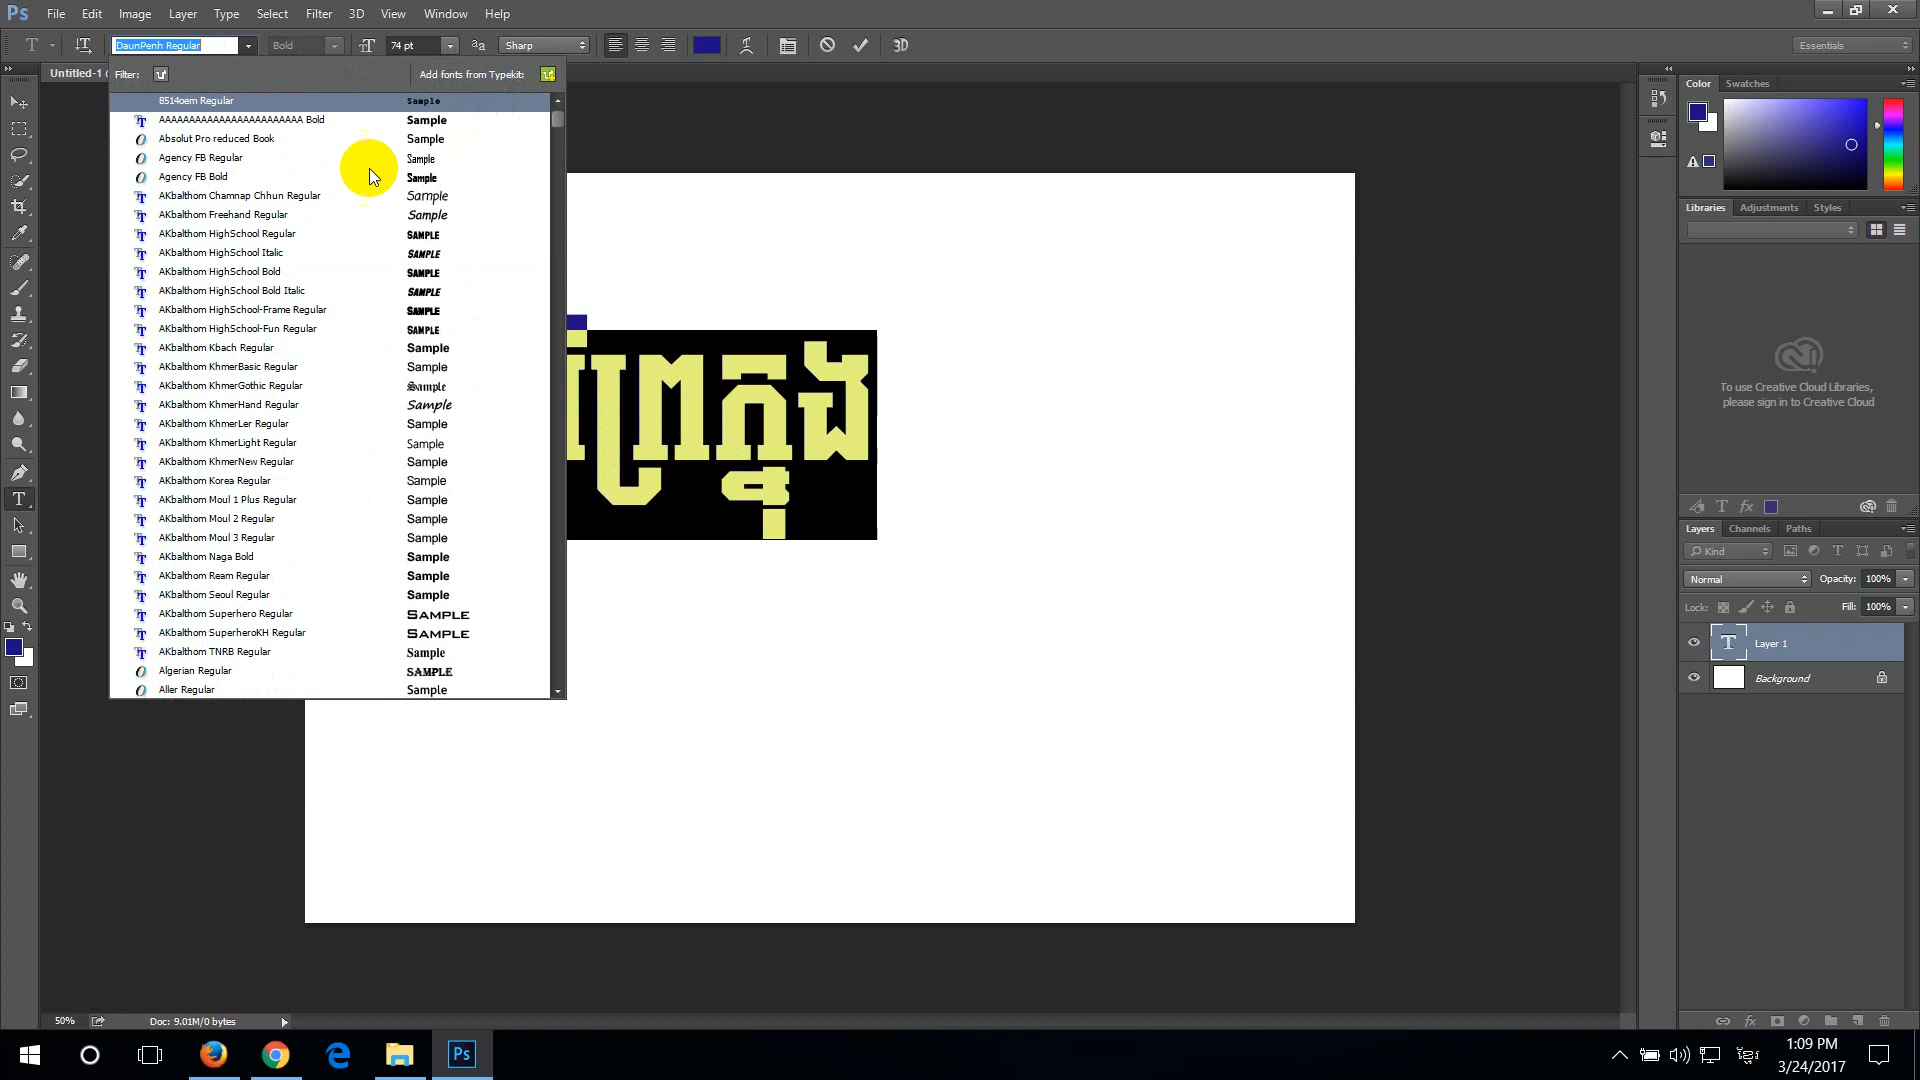 Ps File Edit Image Layer Type Select Filter 3D View Window Help
DaunPenh Regular Bold 74 pt Sharp 3D Essentials
Untitled-1
Filter: Add fonts from Typekit:
8514oem Regular Sample
AAAAAAAAAAAAAAAAAAAAAAAA Bold Sample
Absolut Pro reduced Book Sample
Agency FB Regular Sample
Agency FB Bold Sample
AKbalthom Chamnap Chhun Regular Sample
AKbalthom Freehand Regular Sample
AKbalthom HighSchool Regular SAMPLE
AKbalthom HighSchool Italic SAMPLE
AKbalthom HighSchool Bold SAMPLE
AKbalthom HighSchool Bold Italic SAMPLE
AKbalthom HighSchool-Frame Regular SAMPLE
AKbalthom HighSchool-Fun Regular SAMPLE
AKbalthom Kbach Regular Sample
AKbalthom KhmerBasic Regular Sample
AKbalthom KhmerGothic Regular Sample
AKbalthom KhmerHand Regular Sample
AKbalthom KhmerLer Regular Sample
AKbalthom KhmerLight Regular Sample
AKbalthom KhmerNew Regular Sample
AKbalthom Korea Regular Sample
AKbalthom Moul 1 Plus Regular Sample
AKbalthom Moul 2 Regular Sample
AKbalthom Moul 3 Regular Sample
AKbalthom Naga Bold Sample
AKbalthom Ream Regular Sample
AKbalthom Seoul Regular Sample
AKbalthom Superhero Regular SAMPLE
AKbalthom SuperheroKH Regular SAMPLE
AKbalthom TNRB Regular Sample
Algerian Regular SAMPLE
Aller Regular Sample
Color Swatches
Libraries Adjustments Styles
To use Creative Cloud Libraries,
please sign in to Creative Cloud
Layers Channels Paths
Kind
Normal Opacity: 100%
Lock: Fill: 100%
Layer 1
Background
50% Doc: 9.01M/0 bytes
Ps
1:09 PM
3/24/2017